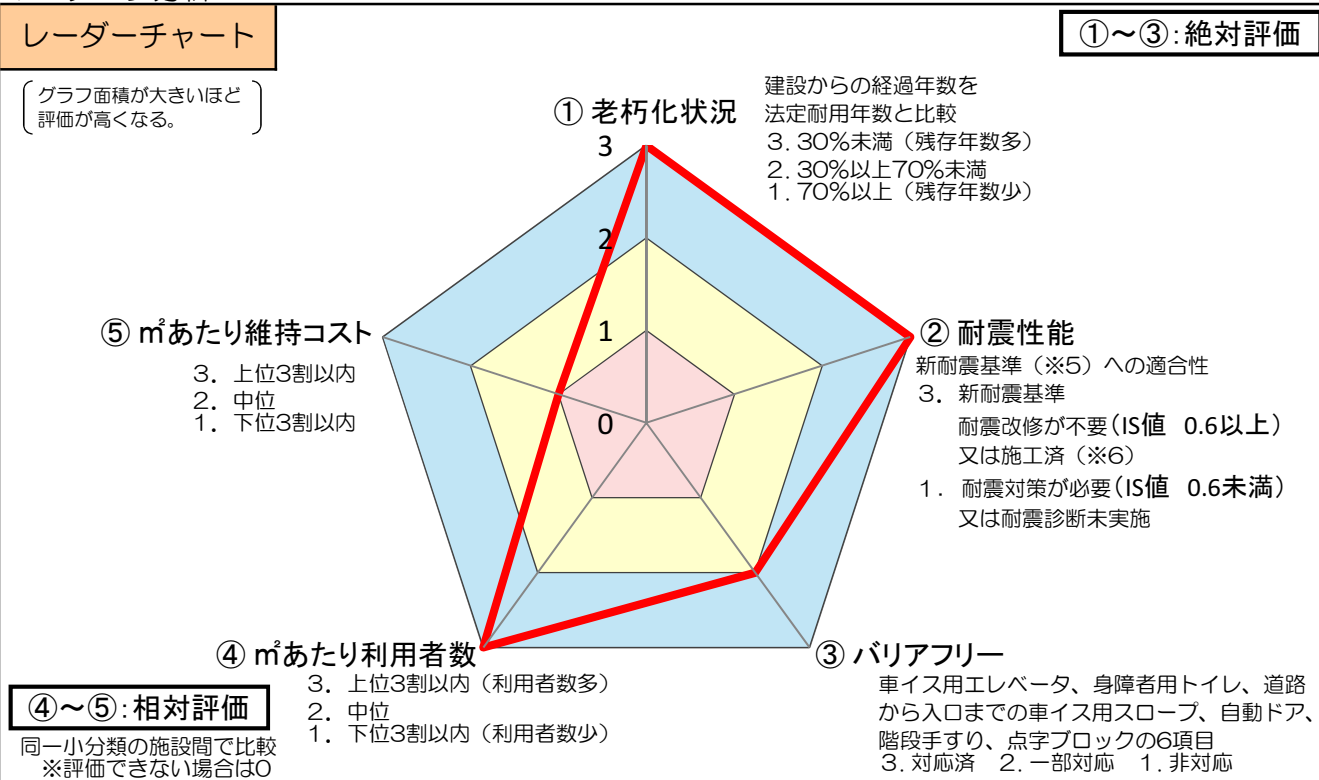 レーダーチャート
①～③:絶対評価
グラフ面積が大きいほど
評価が高くなる。
① 老朽化状況
建設からの経過年数を
法定耐用年数と比較
3. 30%未満（残存年数多）
2. 30%以上70%未満
1. 70%以上（残存年数少）
3
2
1
0
② 耐震性能
新耐震基準（※5）への適合性
3. 新耐震基準
耐震改修が不要(IS値 0.6以上)
又は施工済（※6）
1. 耐震対策が必要(IS値 0.6未満)
又は耐震診断未実施
⑤ ㎡あたり維持コスト
3. 上位3割以内
2. 中位
1. 下位3割以内
④ ㎡あたり利用者数
3. 上位3割以内（利用者数多）
2. 中位
1. 下位3割以内（利用者数少）
③ バリアフリー
車イス用エレベータ、身障者用トイレ、道路
から入口までの車イス用スロープ、自動ドア、
階段手すり、点字ブロックの6項目
3. 対応済 2. 一部対応 1. 非対応
④～⑤:相対評価
同一小分類の施設間で比較
※評価できない場合は0